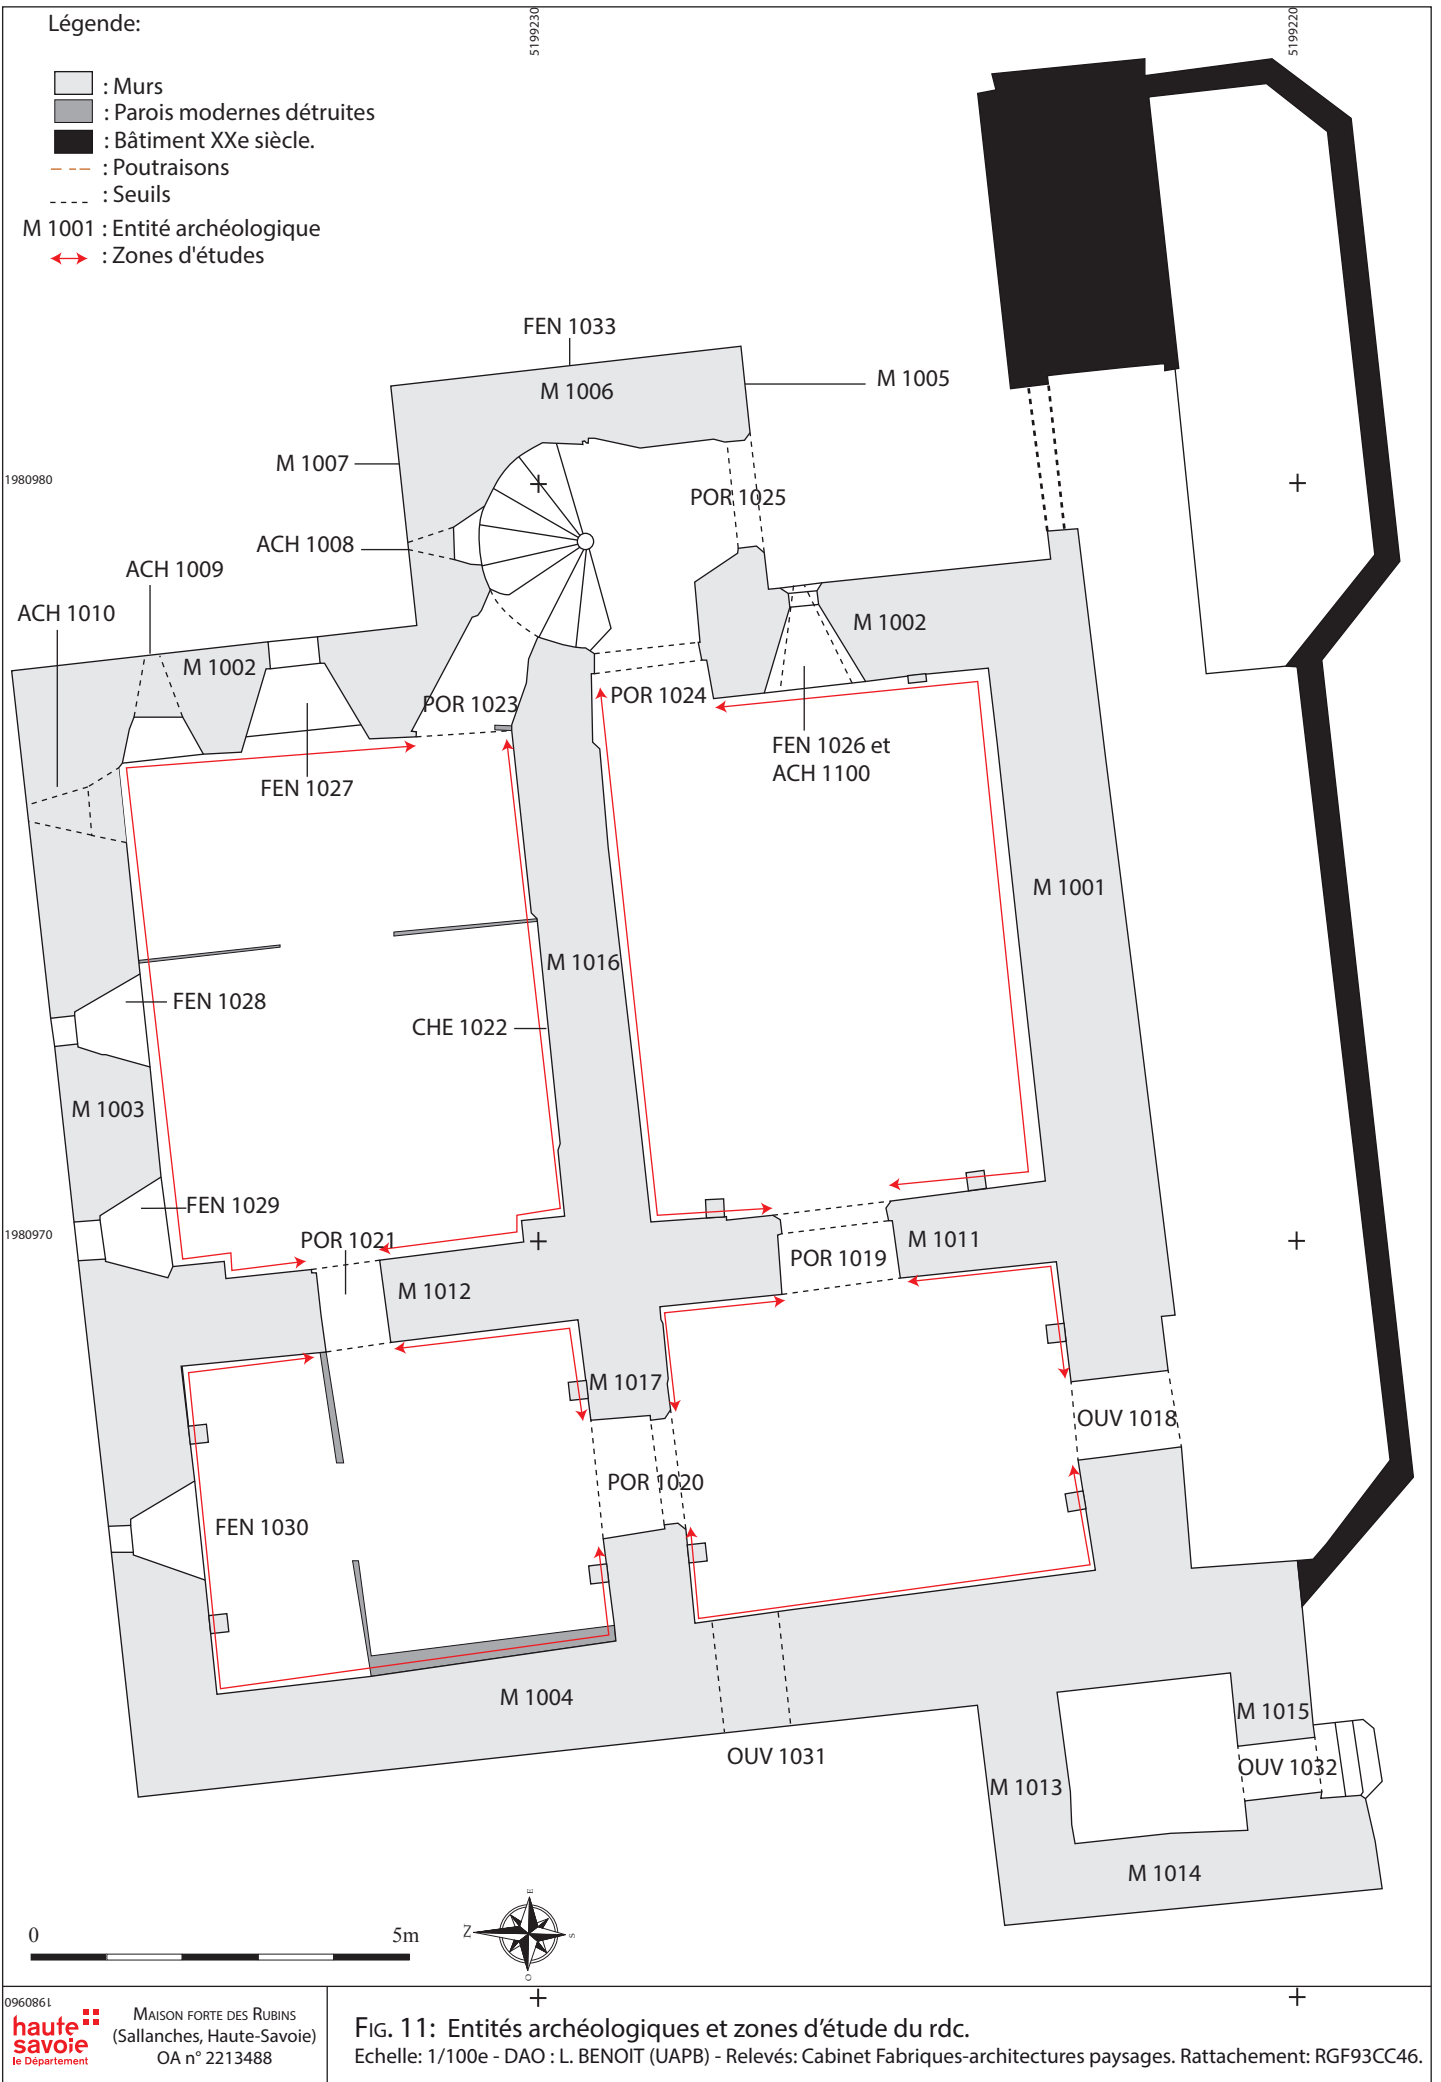 Légende:
: Murs
: Parois modernes détruites
: Bâtiment XXe siècle.
: Poutraisons
: Seuils
M 1001 : Entité archéologique
: Zones d'études
5199230
5199220
FEN 1033
M 1006
M 1005
M 1007
1980980
POR 1025
ACH 1008
ACH 1009
ACH 1010
M 1002
M 1002
POR 1023
POR 1024
FEN 1026 et
ACH 1100
FEN 1027
M 1001
M 1016
FEN 1028
CHE 1022
M 1003
FEN 1029
1980970
POR 1021
M 1011
POR 1019
M 1012
M 1017
OUV 1018
POR 1020
FEN 1030
M 1004
M 1015
OUV 1031
OUV 1032
M 1013
M 1014
0
5m
E
Z
S
O
1980960
haute
savoie
le Département
MAISON FORTE DES RUBINS
(Sallanches, Haute-Savoie)
OA n° 2213488
FIG. 11: Entités archéologiques et zones d'étude du rdc.
Echelle: 1/100e - DAO : L. BENOIT (UAPB) - Relevés: Cabinet Fabriques-architectures paysages. Rattachement: RGF93CC46.